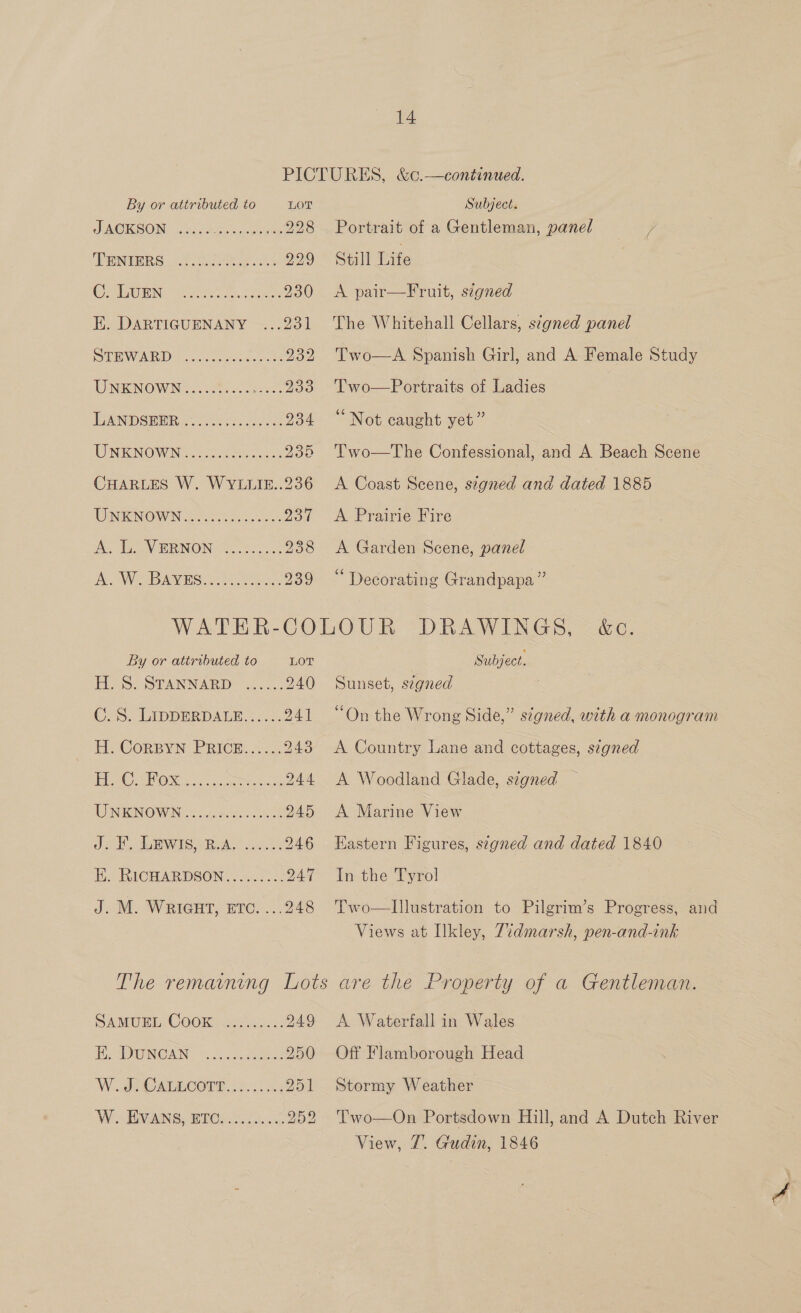 14
PICTURES, &c.—continued.
By or attributed to LOT Subject.
JACKSON ..................228 Portrait of a Gentleman, panel
TENIERS ..................229 Still Life
C. LUEN ..................230 A pair—Fruit, signed
E. DARTIGUENANY ...231 The Whitehall Cellars, signed panel
STEWARD ..................232 Two—A Spanish Girl, and A Female Study
UNKNOWN..................233 Two—Portraits of Ladies
LANDSEER..................234 “Not caught yet”
UNKNOWN..................235 Two—The Confessional, and A Beach Scene
CHARLES W. WYLLIE..236 A Coast Scene, signed and dated 1885
UNKNOWN..................237 A Prairie Fire
A. L. VERNON .........238 A Garden Scene, panel
A. W. BAYES............239 “Decorating Grandpapa”
WATER-COLOUR DRAWINGS, &c.
By or attributed to LOT Subject.
H. S. STANNARD ......240 Sunset, signed
C. S. LIDDERDALE......241 “On the Wrong Side,” signed, with a monogram
H. CORBYN PRICE......243 A Country Lane and cottages, signed
H. C. FOX ..................244 A Woodland Glade, signed
UNKNOWN..................245 A Marine View
J. F. LEWIS, R.A. ......246 Eastern Figures, signed and dated 1840
E. RICHARDSON.........247 In the Tyrol
J. M. WRIGHT, ETC. ...248 Two—Illustration to Pilgrim’s Progress, and
Views at Ilkley, Tidmarsh, pen-and-ink
The remaining Lots are the Property of a Gentleman.
SAMUEL COOK .........249 A Waterfall in Wales
E. DUNCAN ............250 Off Flamborough Head
W. J. CALLCOTT.........251 Stormy Weather
W. EVANS, ETC..........252 Two—On Portsdown Hill, and A Dutch River
View, T. Gudin, 1846